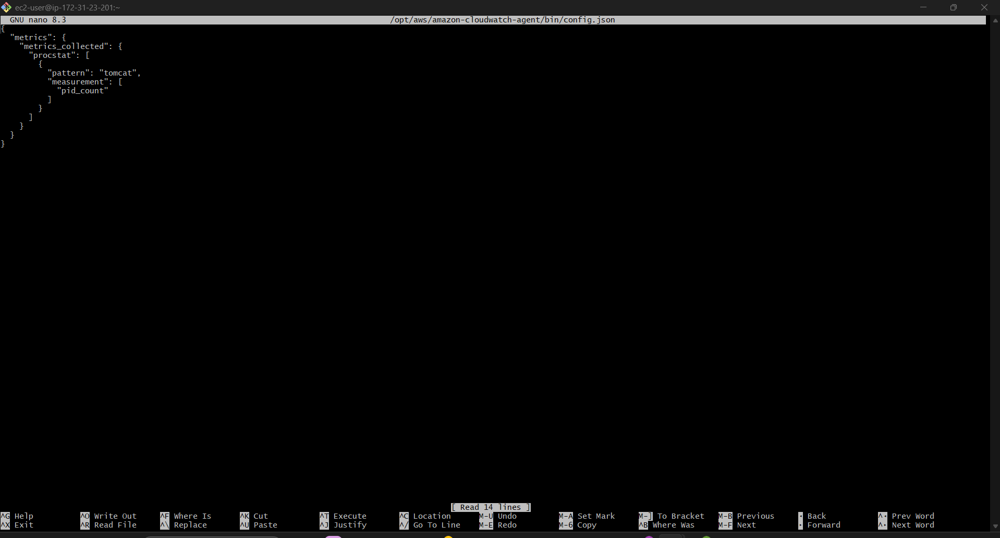 ec2-user@ip-172-31-23-201:~
GNU nano 8.3 /opt/aws/amazon-cloudwatch-agent/bin/config.json
{
  "metrics": {
    "metrics_collected": {
      "procstat": [
        {
          "pattern": "tomcat",
          "measurement": [
            "pid_count"
          ]
        }
      ]
    }
  }
}
[ Read 14 lines ]
^G Help ^O Write Out ^F Where Is ^K Cut ^T Execute ^C Location M-U Undo M-A Set Mark M-] To Bracket M-B Previous ◂ Back ^◂ Prev Word
^X Exit ^R Read File ^\ Replace ^U Paste ^J Justify ^/ Go To Line M-E Redo M-6 Copy ^B Where Was M-F Next ▸ Forward ^▸ Next Word